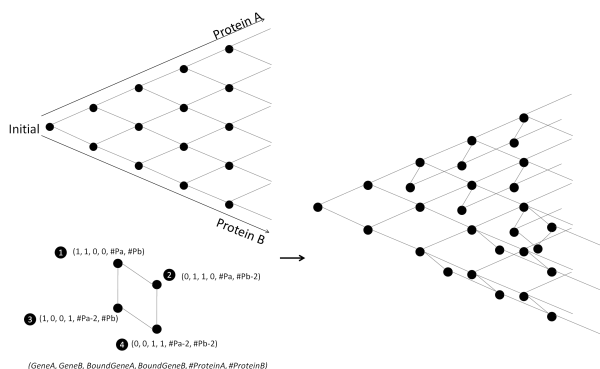 Protein A
Initial
Protein B
1 (1, 1, 0, 0, #Pa, #Pb)
2 (0, 1, 1, 0, #Pa, #Pb-2)
3 (1, 0, 0, 1, #Pa-2, #Pb)
4 (0, 0, 1, 1, #Pa-2, #Pb-2)
(GeneA, GeneB, BoundGeneA, BoundGeneB, #ProteinA, #ProteinB)